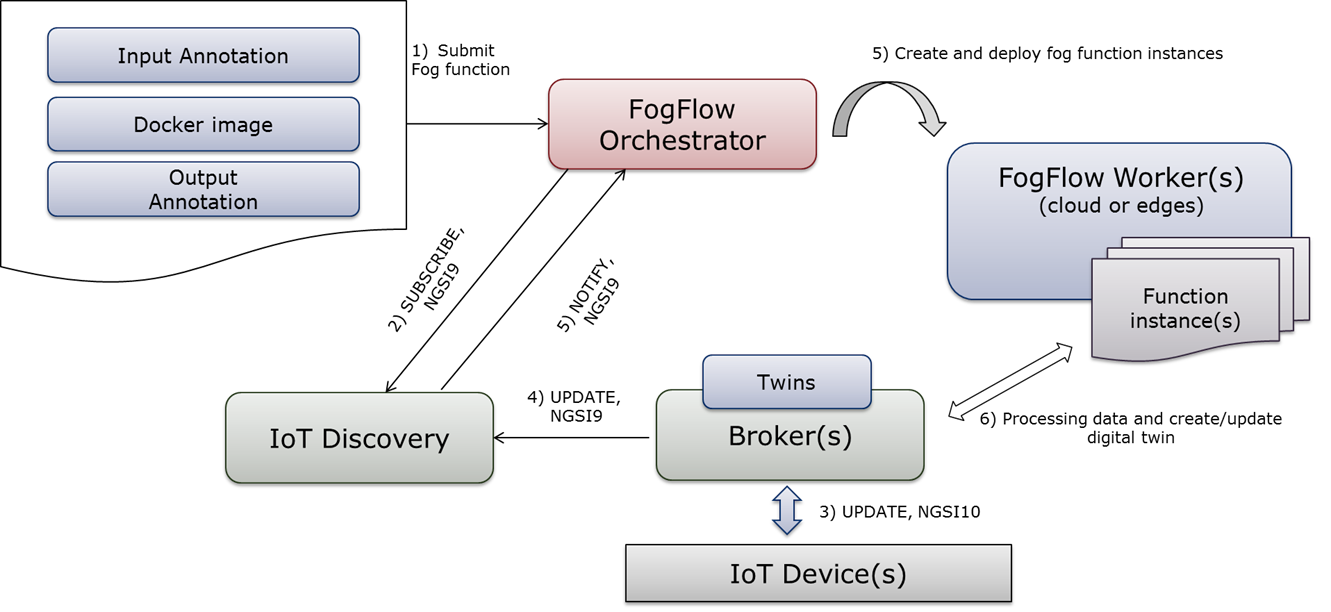 Input Annotation
Docker image
Output
Annotation
1) Submit
Fog function
FogFlow
Orchestrator
5) Create and deploy fog function instances
FogFlow Worker(s)
(cloud or edges)
Function
instance(s)
2) SUBSCRIBE,
NGSI9
5) NOTIFY,
NGSI9
IoT Discovery
4) UPDATE,
NGSI9
Twins
Broker(s)
6) Processing data and create/update
digital twin
3) UPDATE, NGSI10
IoT Device(s)